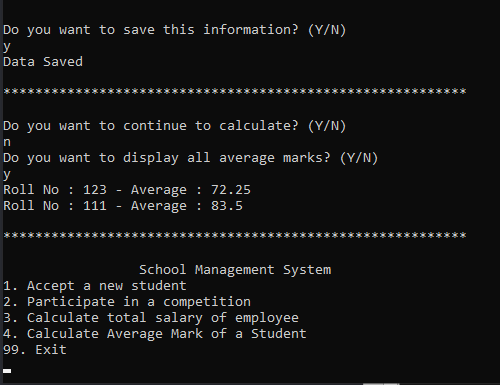 Do you want to save this information? (Y/N)
y
Data Saved
**********************************************************
Do you want to continue to calculate? (Y/N)
n
Do you want to display all average marks? (Y/N)
y
Roll No : 123 - Average : 72.25
Roll No : 111 - Average : 83.5
**********************************************************
School Management System
1. Accept a new student
2. Participate in a competition
3. Calculate total salary of employee
4. Calculate Average Mark of a Student
99. Exit